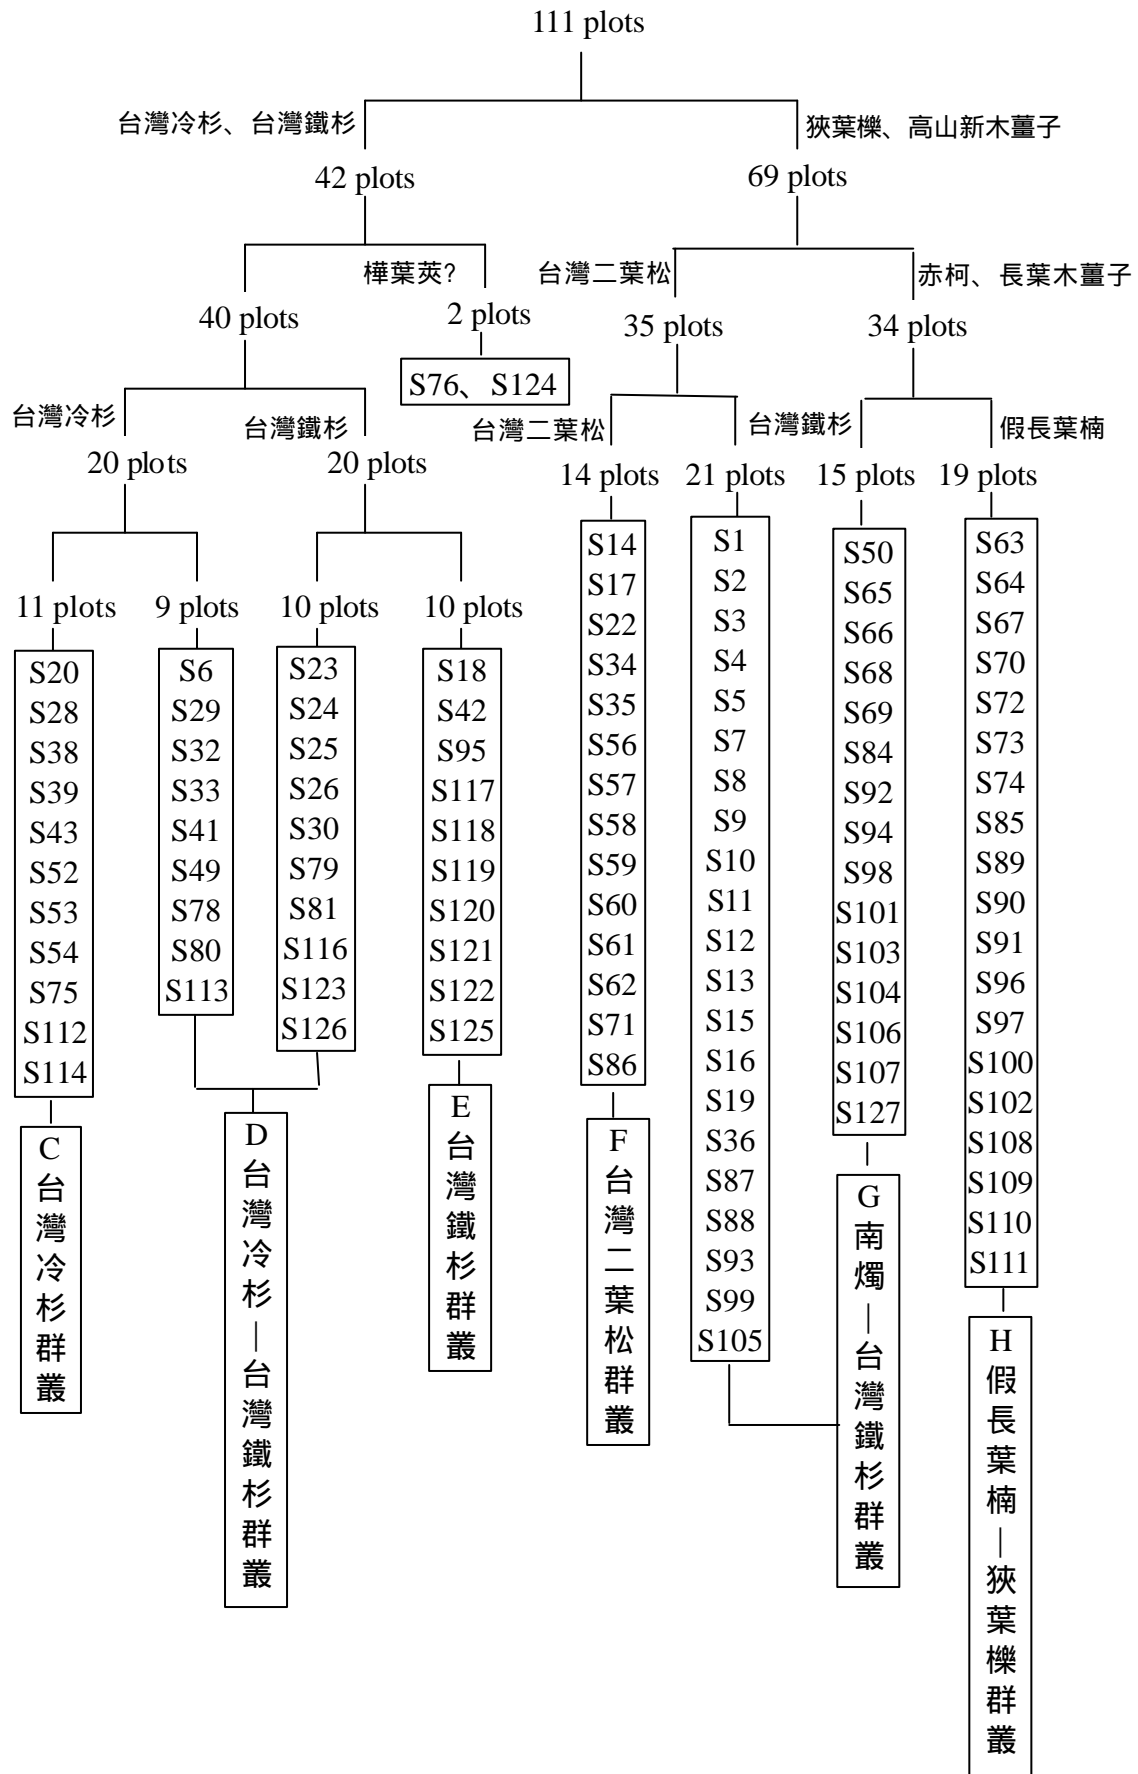 111 plots
台灣冷杉、台灣鐵杉
狹葉櫟、高山新木薑子
42 plots
69 plots
樺葉莢?
台灣二葉松
赤柯、長葉木薑子
40 plots
2 plots
35 plots
34 plots
S76、S124
台灣冷杉
台灣鐵杉
台灣二葉松
台灣鐵杉
假長葉楠
20 plots
20 plots
14 plots
21 plots
15 plots
19 plots
11 plots
9 plots
10 plots
10 plots
S20
S28
S38
S39
S43
S52
S53
S54
S75
S112
S114
C
台灣冷杉群叢
S6
S29
S32
S33
S41
S49
S78
S80
S113
S23
S24
S25
S26
S30
S79
S81
S116
S123
S126
D
台灣冷杉|台灣鐵杉群叢
S18
S42
S95
S117
S118
S119
S120
S121
S122
S125
E
台灣鐵杉群叢
S14
S17
S22
S34
S35
S56
S57
S58
S59
S60
S61
S62
S71
S86
F
台灣二葉松群叢
S1
S2
S3
S4
S5
S7
S8
S9
S10
S11
S12
S13
S15
S16
S19
S36
S87
S88
S93
S99
S105
S50
S65
S66
S68
S69
S84
S92
S94
S98
S101
S103
S104
S106
S107
S127
G
南燭|台灣鐵杉群叢
S63
S64
S67
S70
S72
S73
S74
S85
S89
S90
S91
S96
S97
S100
S102
S108
S109
S110
S111
H
假長葉楠|狹葉櫟群叢